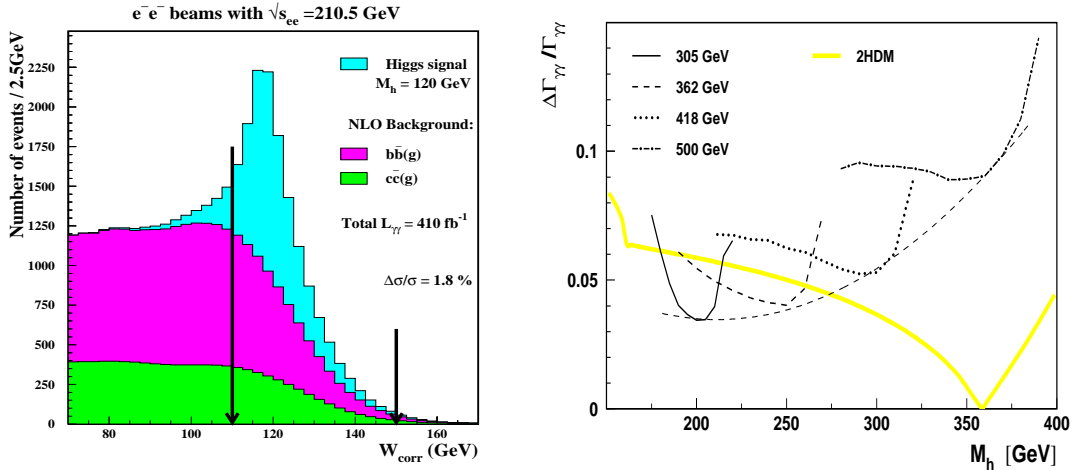 e⁻e⁻ beams with √s_ee =210.5 GeV
Number of events / 2.5GeV
2250
2000
1750
1500
1250
1000
750
500
250
0
Higgs signal
M_h = 120 GeV
NLO Background:
bb̄(g)
cc̄(g)
Total L_γγ = 410 fb⁻¹
Δσ/σ = 1.8 %
80 100 120 140 160
W_corr (GeV)
ΔΓ_γγ /Γ_γγ
0.1
0.05
0
305 GeV
362 GeV
418 GeV
500 GeV
2HDM
200 250 300 350 400
M_h [GeV]